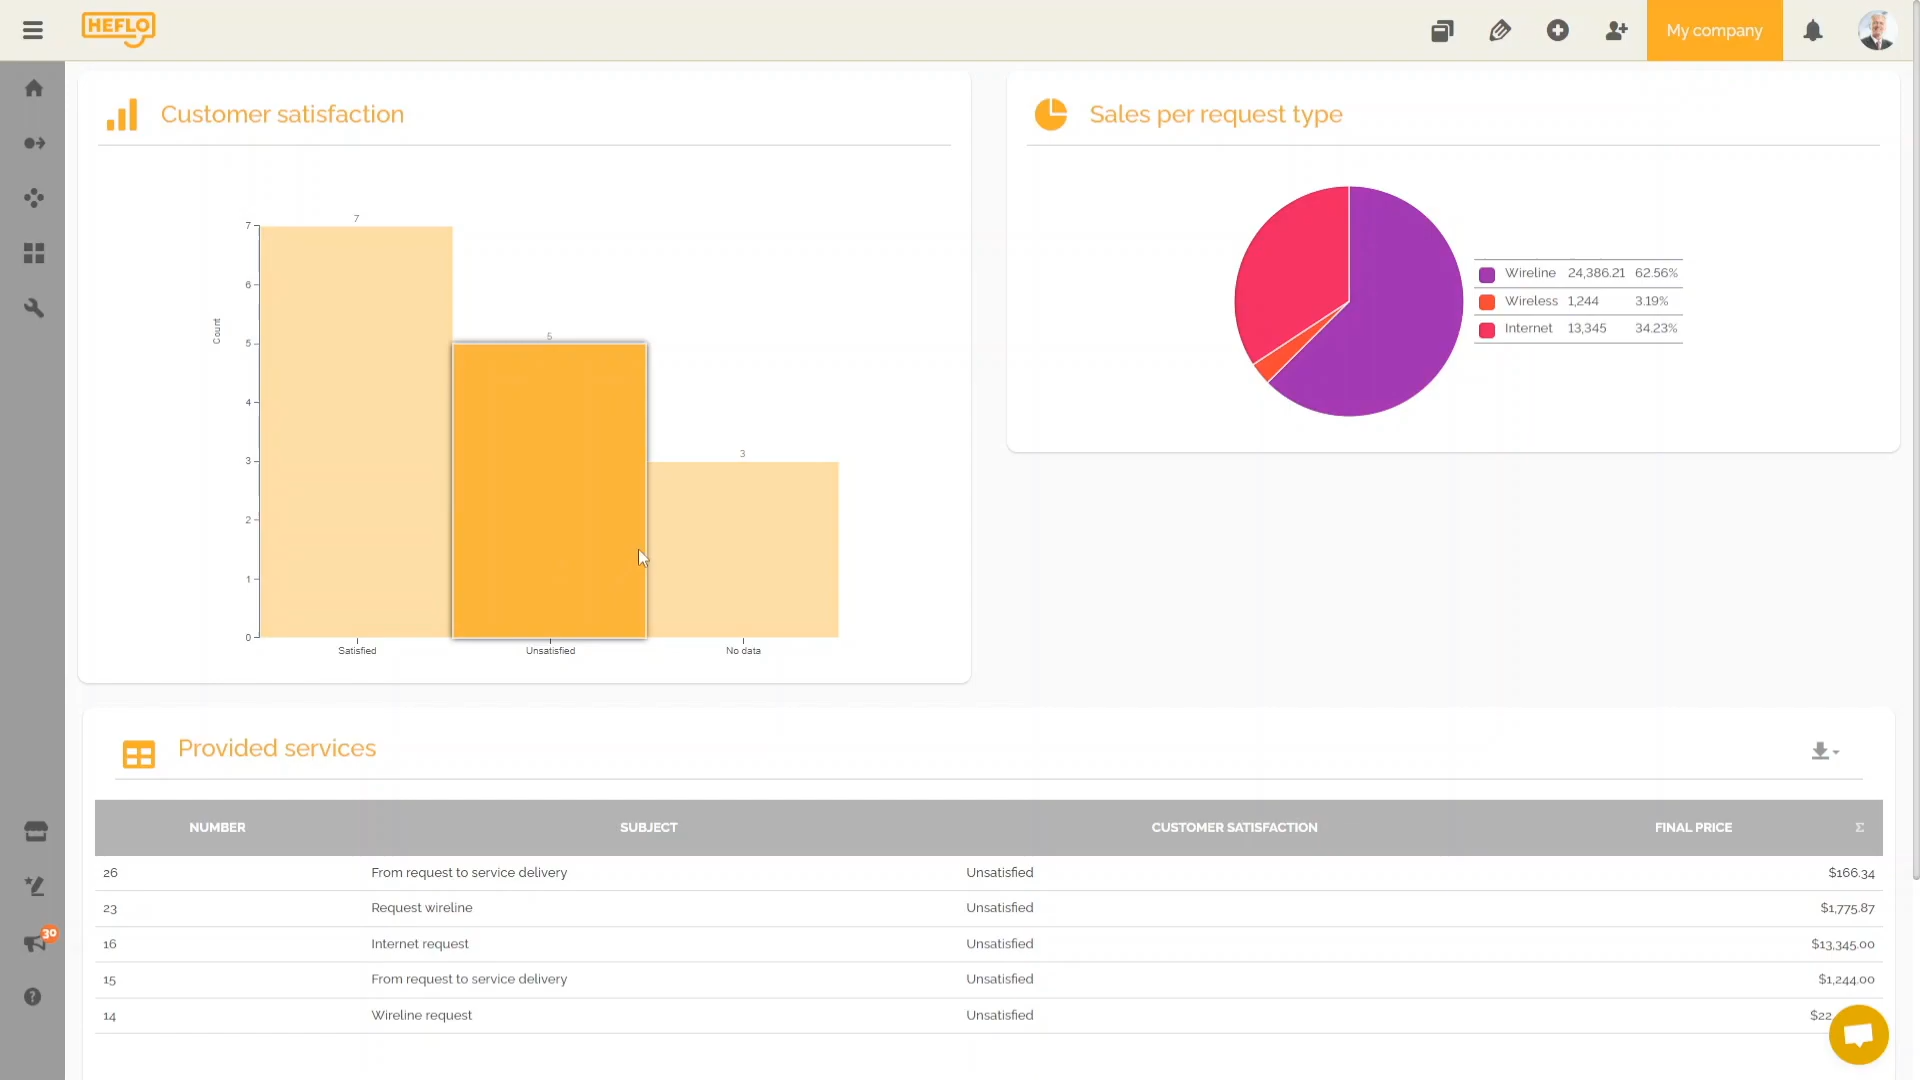 HEFLO
My company
Customer satisfaction
7
7
6
5
5
4
3
3
2
1
0
Count
Satisfied
Unsatisfied
No data
Sales per request type
Wireline 24,386.21 62.56%
Wireless 1,244 3.19%
Internet 13,345 34.23%
Provided services
NUMBER SUBJECT CUSTOMER SATISFACTION FINAL PRICE Σ
26 From request to service delivery Unsatisfied $166.34
23 Request wireline Unsatisfied $1,775.87
16 Internet request Unsatisfied $13,345.00
15 From request to service delivery Unsatisfied $1,244.00
14 Wireline request Unsatisfied $22
30
?